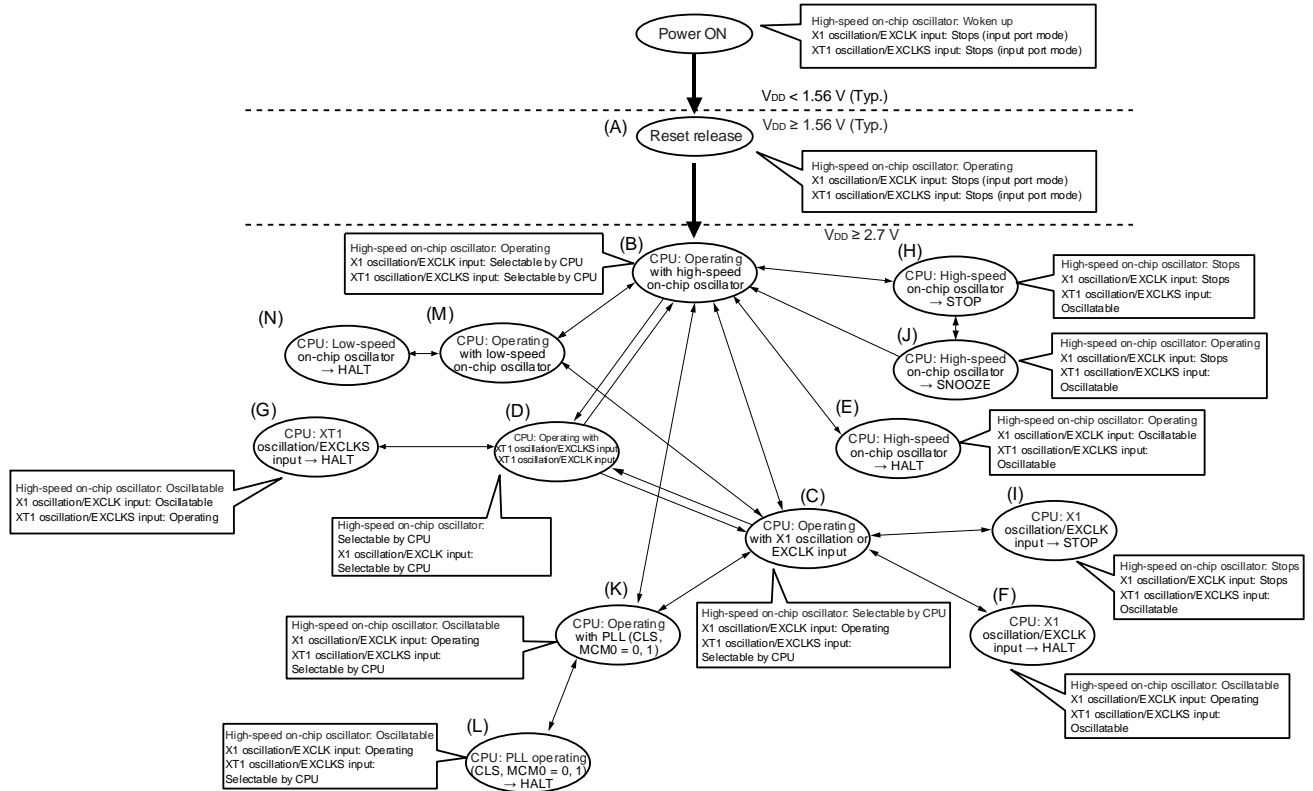 Power ON
High-speed on-chip oscillator: Woken up
X1 oscillation/EXCLK input: Stops (input port mode)
XT1 oscillation/EXCLKS input: Stops (input port mode)
VDD < 1.56 V (Typ.)
(A)
Reset release
VDD ≥ 1.56 V (Typ.)
High-speed on-chip oscillator: Operating
X1 oscillation/EXCLK input: Stops (input port mode)
XT1 oscillation/EXCLKS input: Stops (input port mode)
VDD ≥ 2.7 V
(B)
CPU: Operating
with high-speed
on-chip oscillator
High-speed on-chip oscillator: Operating
X1 oscillation/EXCLK input: Selectable by CPU
XT1 oscillation/EXCLKS input: Selectable by CPU
(H)
CPU: High-speed
on-chip oscillator
→ STOP
High-speed on-chip oscillator: Stops
X1 oscillation/EXCLK input: Stops
XT1 oscillation/EXCLKS input:
Oscillatable
(N)
CPU: Low-speed
on-chip oscillator
→ HALT
(M)
CPU: Operating
with low-speed
on-chip oscillator
(J)
CPU: High-speed
on-chip oscillator
→ SNOOZE
High-speed on-chip oscillator: Operating
X1 oscillation/EXCLK input: Stops
XT1 oscillation/EXCLKS input:
Oscillatable
(G)
CPU: XT1
oscillation/EXCLKS
input → HALT
High-speed on-chip oscillator: Oscillatable
X1 oscillation/EXCLK input: Oscillatable
XT1 oscillation/EXCLKS input: Operating
(D)
CPU: Operating with
XT1 oscillation/EXCLKS input
XT1 oscillation/EXCLK input
High-speed on-chip oscillator:
Selectable by CPU
X1 oscillation/EXCLK input:
Selectable by CPU
(E)
CPU: High-speed
on-chip oscillator
→ HALT
High-speed on-chip oscillator: Operating
X1 oscillation/EXCLK input: Oscillatable
XT1 oscillation/EXCLKS input:
Oscillatable
(C)
CPU: Operating
with X1 oscillation or
EXCLK input
High-speed on-chip oscillator: Selectable by CPU
X1 oscillation/EXCLK input: Operating
XT1 oscillation/EXCLKS input:
Selectable by CPU
(I)
CPU: X1
oscillation/EXCLK
input → STOP
High-speed on-chip oscillator: Stops
X1 oscillation/EXCLK input: Stops
XT1 oscillation/EXCLKS input:
Oscillatable
(K)
CPU: Operating
with PLL (CLS,
MCM0 = 0, 1)
High-speed on-chip oscillator: Oscillatable
X1 oscillation/EXCLK input: Operating
XT1 oscillation/EXCLKS input:
Selectable by CPU
(F)
CPU: X1
oscillation/EXCLK
input → HALT
High-speed on-chip oscillator: Oscillatable
X1 oscillation/EXCLK input: Operating
XT1 oscillation/EXCLKS input:
Oscillatable
(L)
CPU: PLL operating
(CLS, MCM0 = 0, 1)
→ HALT
High-speed on-chip oscillator: Oscillatable
X1 oscillation/EXCLK input: Operating
XT1 oscillation/EXCLKS input:
Selectable by CPU